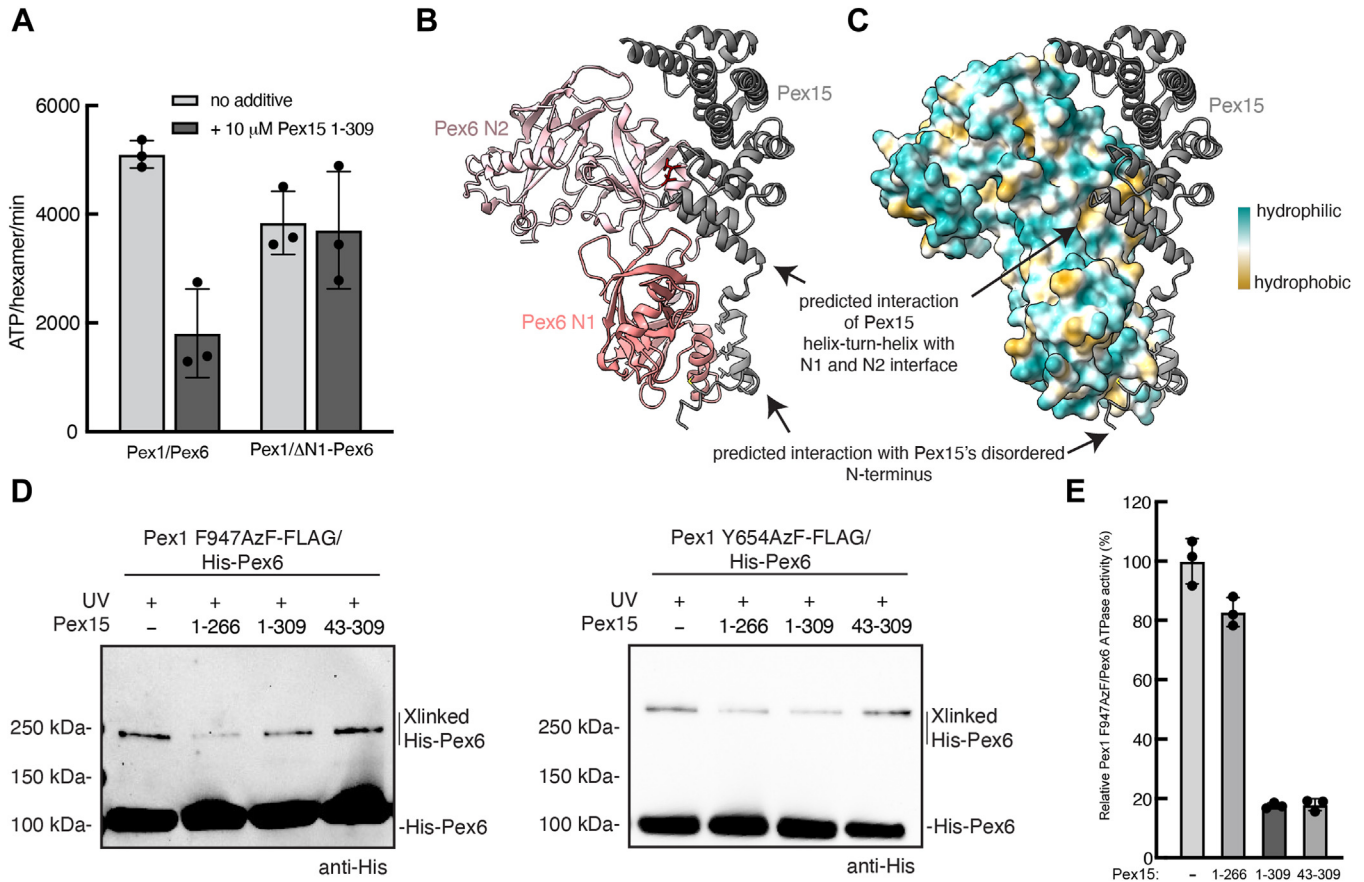 A
6000
4000
2000
0
ATP/hexamer/min
no additive
+ 10 μM Pex15 1-309
Pex1/Pex6
Pex1/ΔN1-Pex6
B
Pex15
Pex6 N2
Pex6 N1
C
Pex15
hydrophilic
hydrophobic
predicted interaction
of Pex15
helix-turn-helix with
N1 and N2 interface
predicted interaction with Pex15's disordered
N-terminus
D
Pex1 F947AzF-FLAG/
His-Pex6
UV + + + +
Pex15 – 1-266 1-309 43-309
250 kDa-
150 kDa-
100 kDa-
Xlinked
His-Pex6
-His-Pex6
anti-His
Pex1 Y654AzF-FLAG/
His-Pex6
UV + + + +
Pex15 – 1-266 1-309 43-309
250 kDa-
150 kDa-
100 kDa-
Xlinked
His-Pex6
-His-Pex6
anti-His
E
Relative Pex1 F947AzF/Pex6 ATPase activity (%)
120
100
80
60
40
20
0
Pex15: – 1-266 1-309 43-309